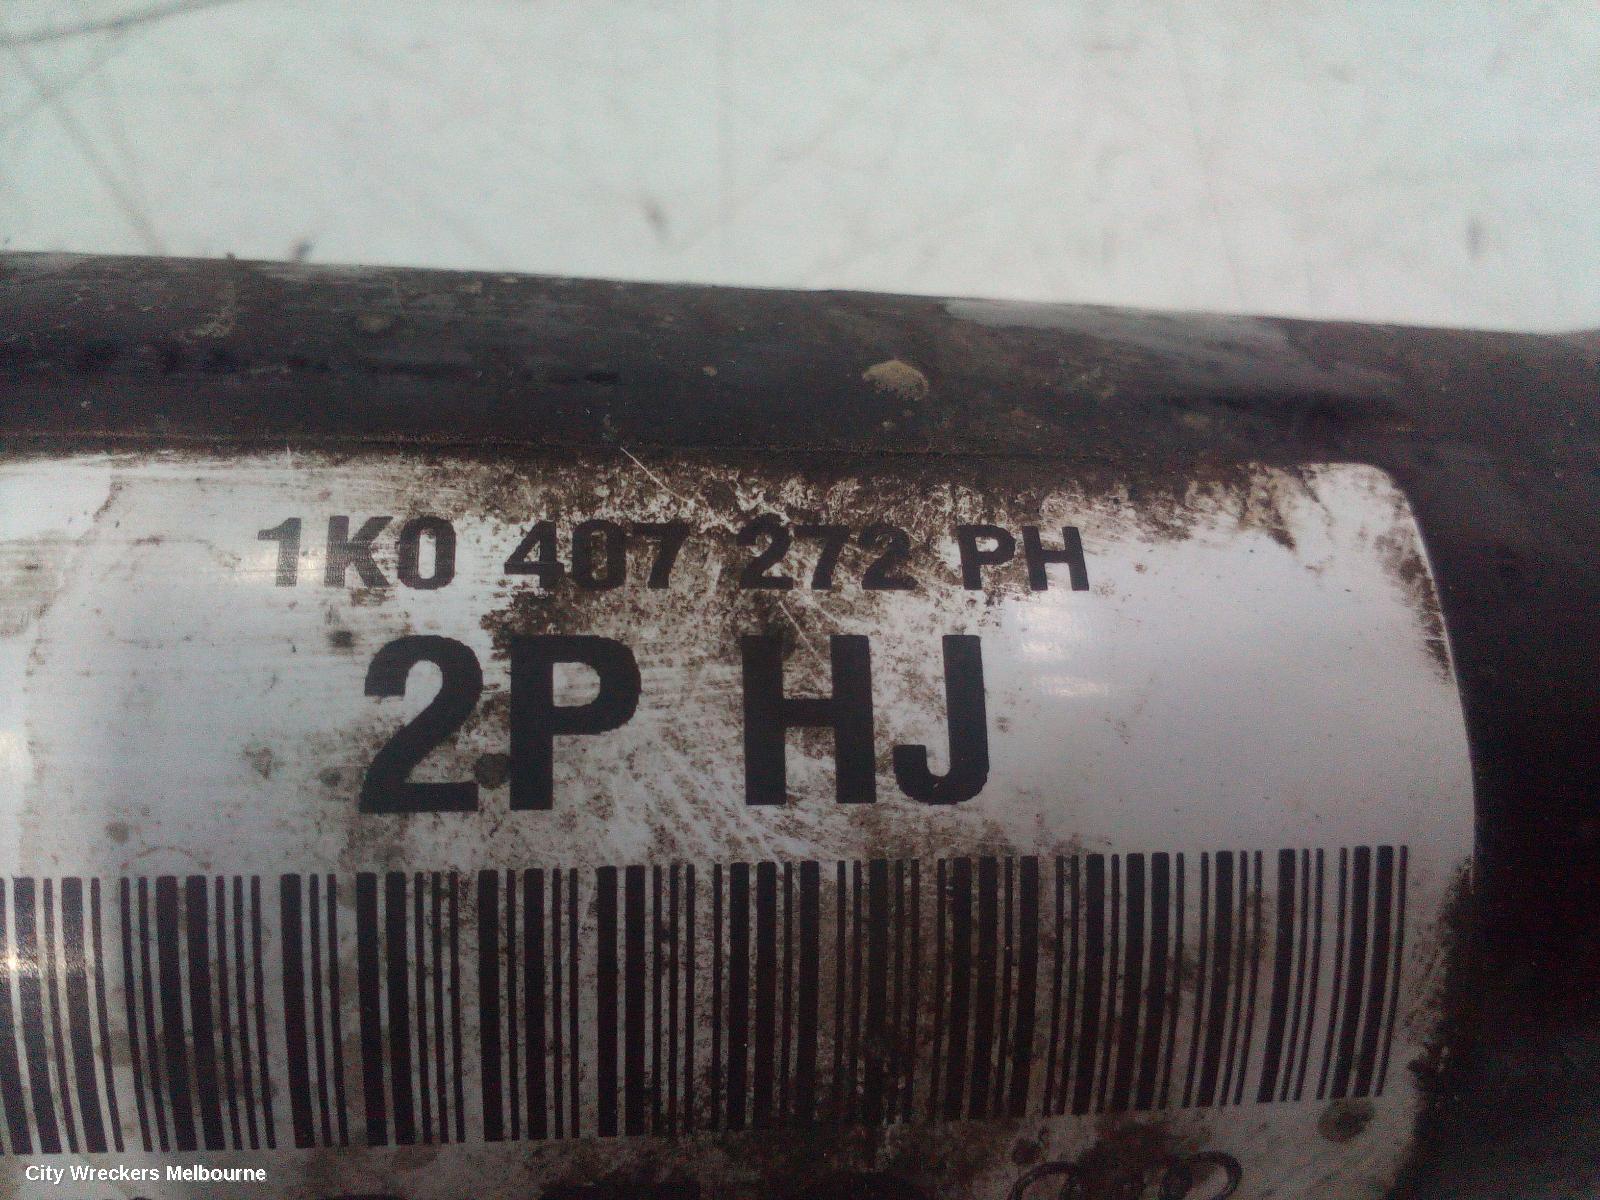 1K0 407 272 PH
2P HJ
City Wreckers Melbourne